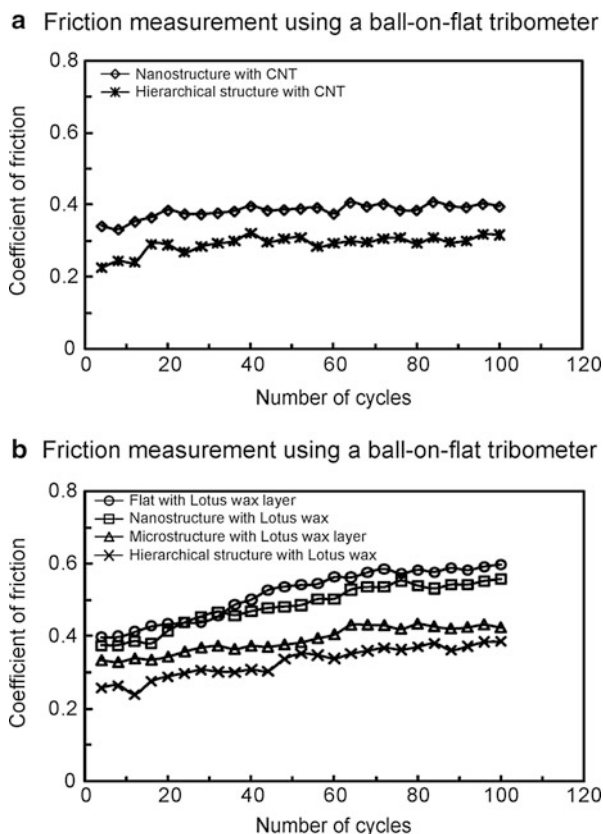 a Friction measurement using a ball-on-flat tribometer
0.8
Nanostructure with CNT
Hierarchical structure with CNT
0.6
Coefficient of friction
0.4
0.2
0
0 20 40 60 80 100 120
Number of cycles
b Friction measurement using a ball-on-flat tribometer
0.8
Flat with Lotus wax layer
Nanostructure with Lotus wax
Microstructure with Lotus wax layer
Hierarchical structure with Lotus wax
0.6
Coefficient of friction
0.4
0.2
0
0 20 40 60 80 100 120
Number of cycles